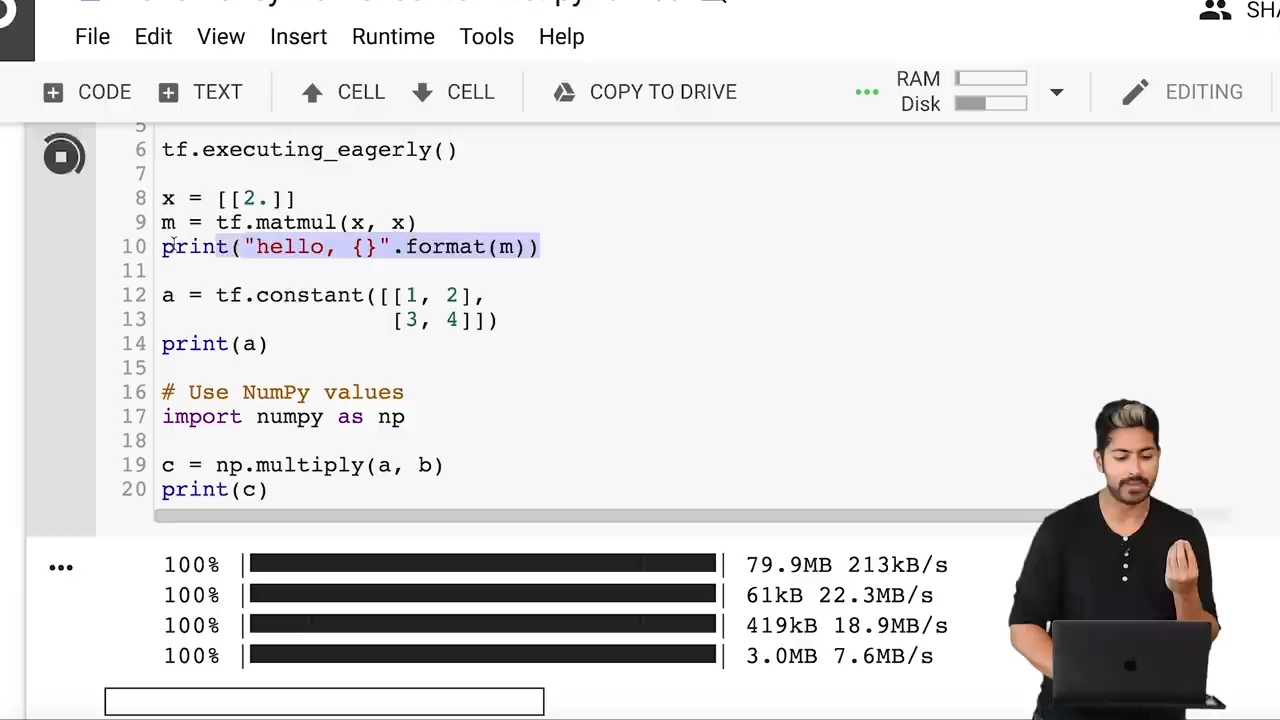 SHA
File Edit View Insert Runtime Tools Help
CODE TEXT CELL CELL COPY TO DRIVE RAM Disk EDITING
5
6 tf.executing_eagerly()
7
8 x = [[2.]]
9 m = tf.matmul(x, x)
10 print("hello, {}".format(m))
11
12 a = tf.constant([[1, 2],
13 [3, 4]])
14 print(a)
15
16 # Use NumPy values
17 import numpy as np
18
19 c = np.multiply(a, b)
20 print(c)
100% | | 79.9MB 213kB/s
100% | | 61kB 22.3MB/s
100% | | 419kB 18.9MB/s
100% | | 3.0MB 7.6MB/s